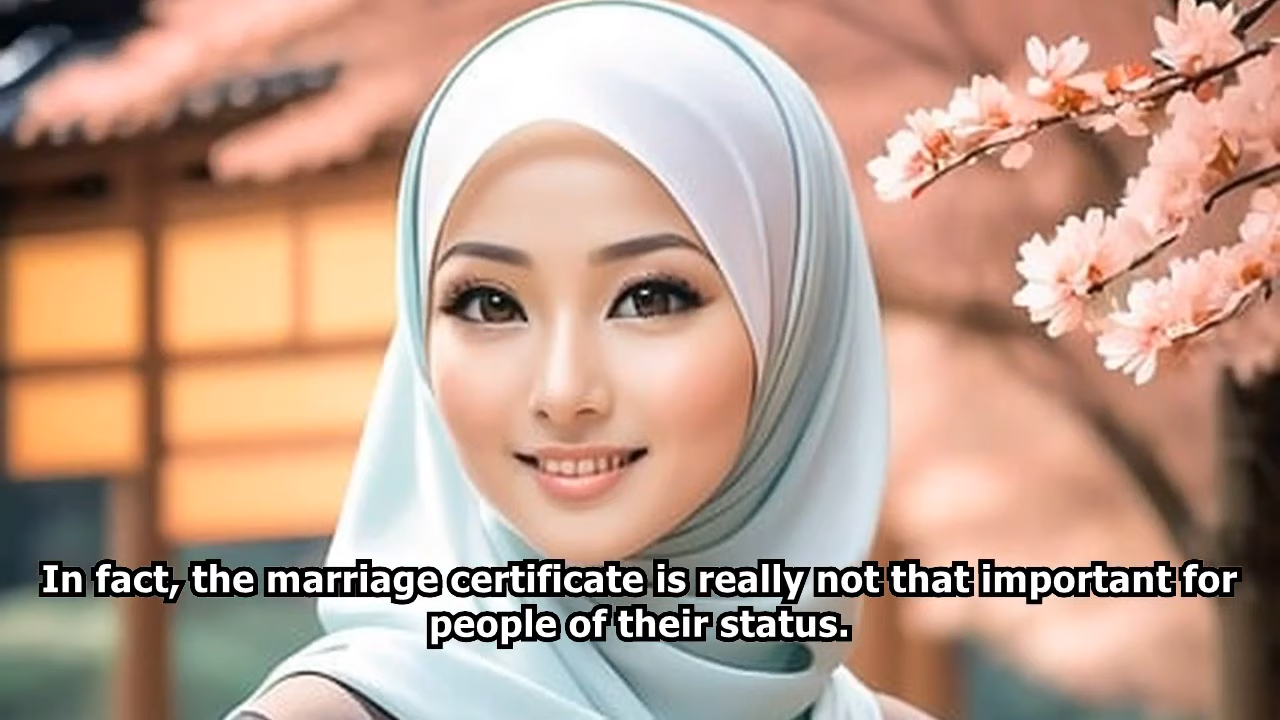 In fact, the marriage certificate is really not that important for
people of their status.